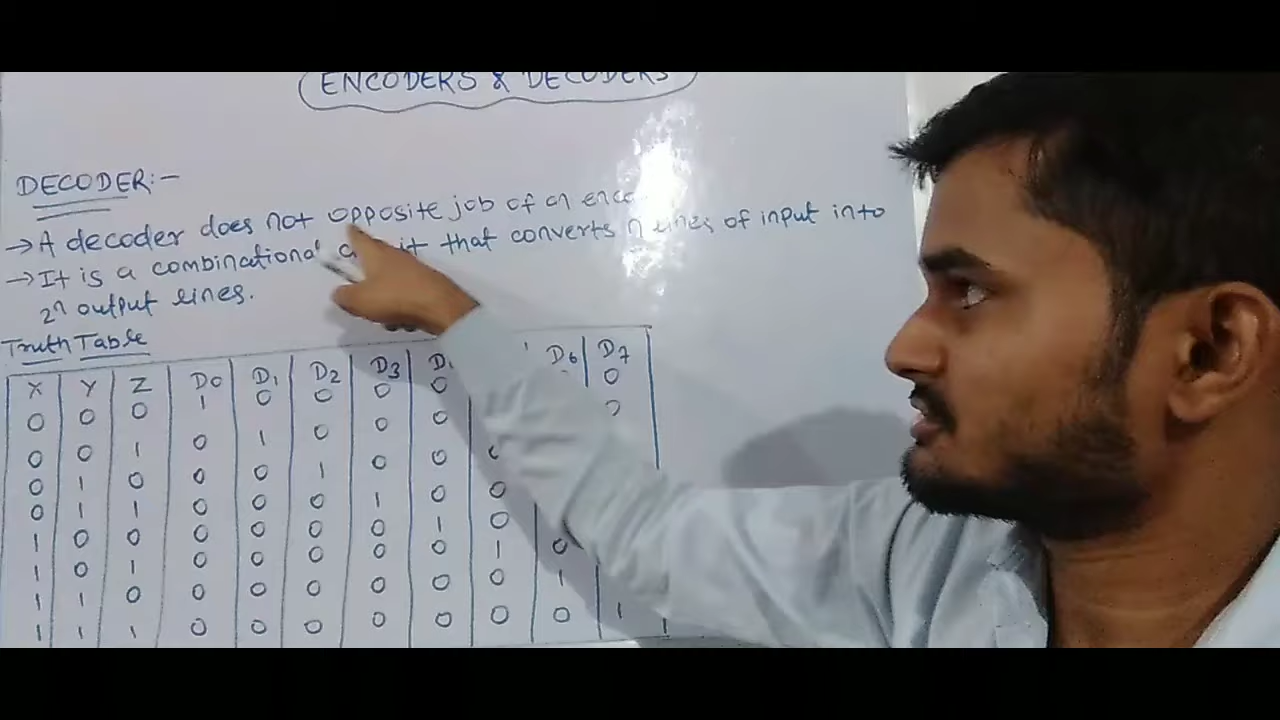 ENCODERS & DECODERS
DECODER:-
→ A decoder does not opposite job of an
→ It is a combinational that converts n lines of input into
2ⁿ output lines.
Truth Table
X Y Z D0 D1 D2 D3 D6 D7
0 0 0 1 0 0 0 0 0
0 0 1 0 1 0 0 0 0
0 1 0 0 0 1 0 0
0 1 1 0 0 0 1 0 0
1 0 0 0 0 0 0 1 0
1 0 1 0 0 0 0 0 1 0
1 1 0 0 0 0 0 0 0 1
1 1 1 0 0 0 0 0 0 0 1